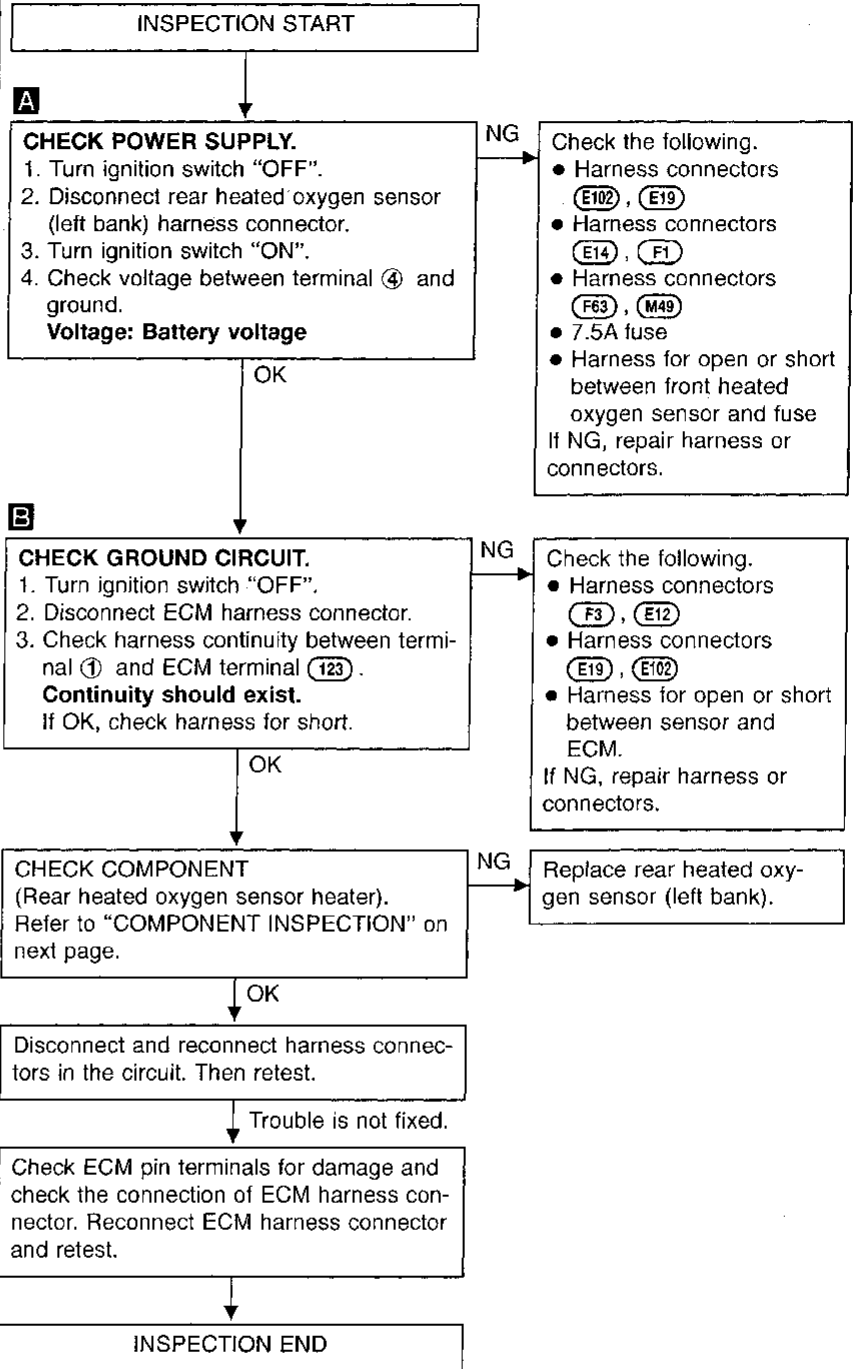 INSPECTION START
A
CHECK POWER SUPPLY.
1. Turn ignition switch “OFF”.
2. Disconnect rear heated oxygen sensor
(left bank) harness connector.
3. Turn ignition switch “ON”.
4. Check voltage between terminal ④ and
ground.
Voltage: Battery voltage
NG
Check the following.
● Harness connectors
(E102), (E19)
● Harness connectors
(E14), (F1)
● Harness connectors
(F63), (M49)
● 7.5A fuse
● Harness for open or short
between front heated
oxygen sensor and fuse
If NG, repair harness or
connectors.
OK
B
CHECK GROUND CIRCUIT.
1. Turn ignition switch “OFF”.
2. Disconnect ECM harness connector.
3. Check harness continuity between termi-
nal ① and ECM terminal (123).
Continuity should exist.
If OK, check harness for short.
NG
Check the following.
● Harness connectors
(F3), (E12)
● Harness connectors
(E19), (E102)
● Harness for open or short
between sensor and
ECM.
If NG, repair harness or
connectors.
OK
CHECK COMPONENT
(Rear heated oxygen sensor heater).
Refer to “COMPONENT INSPECTION” on
next page.
NG
Replace rear heated oxy-
gen sensor (left bank).
OK
Disconnect and reconnect harness connec-
tors in the circuit. Then retest.
Trouble is not fixed.
Check ECM pin terminals for damage and
check the connection of ECM harness con-
nector. Reconnect ECM harness connector
and retest.
INSPECTION END